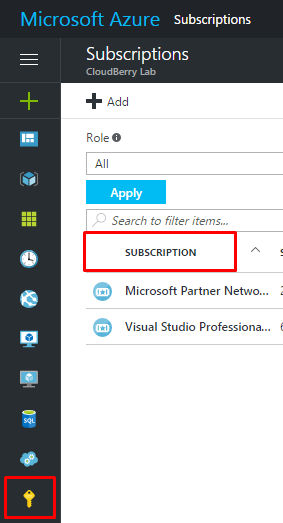 Microsoft Azure Subscriptions
Subscriptions
CloudBerry Lab
Add
Role
All
Apply
Search to filter items...
SUBSCRIPTION
Microsoft Partner Netwo...
Visual Studio Professiona...
SQL